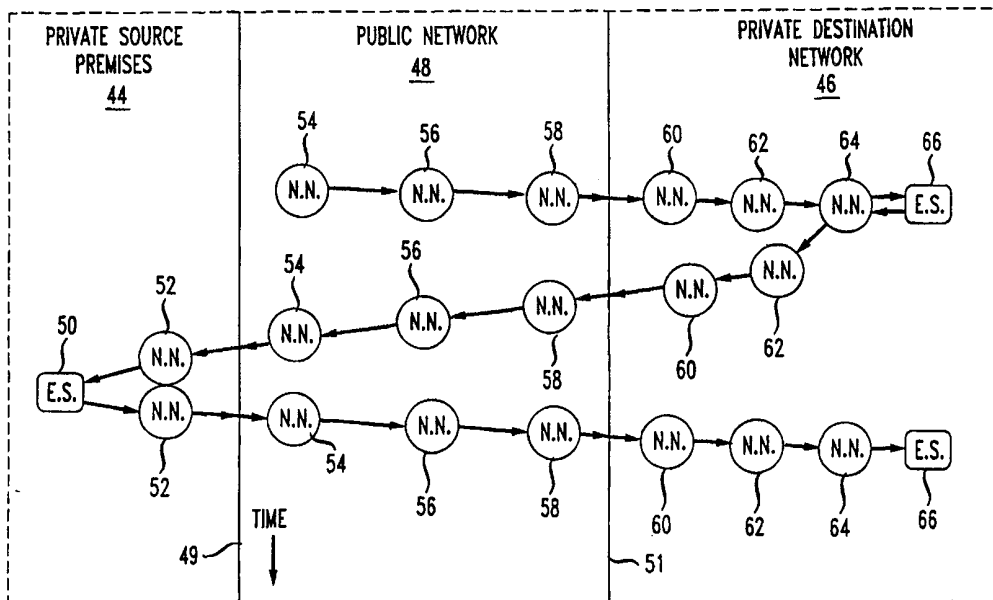 PRIVATE SOURCE
PREMISES
44
PUBLIC NETWORK
48
PRIVATE DESTINATION
NETWORK
46
54
56
58
60
62
64
66
N.N.
N.N.
N.N.
N.N.
N.N.
N.N.
E.S.
50
52
54
56
N.N.
N.N.
N.N.
N.N.
N.N.
N.N.
58
60
62
E.S.
N.N.
N.N.
N.N.
N.N.
N.N.
N.N.
N.N.
E.S.
52
54
56
58
60
62
64
66
TIME
49
51